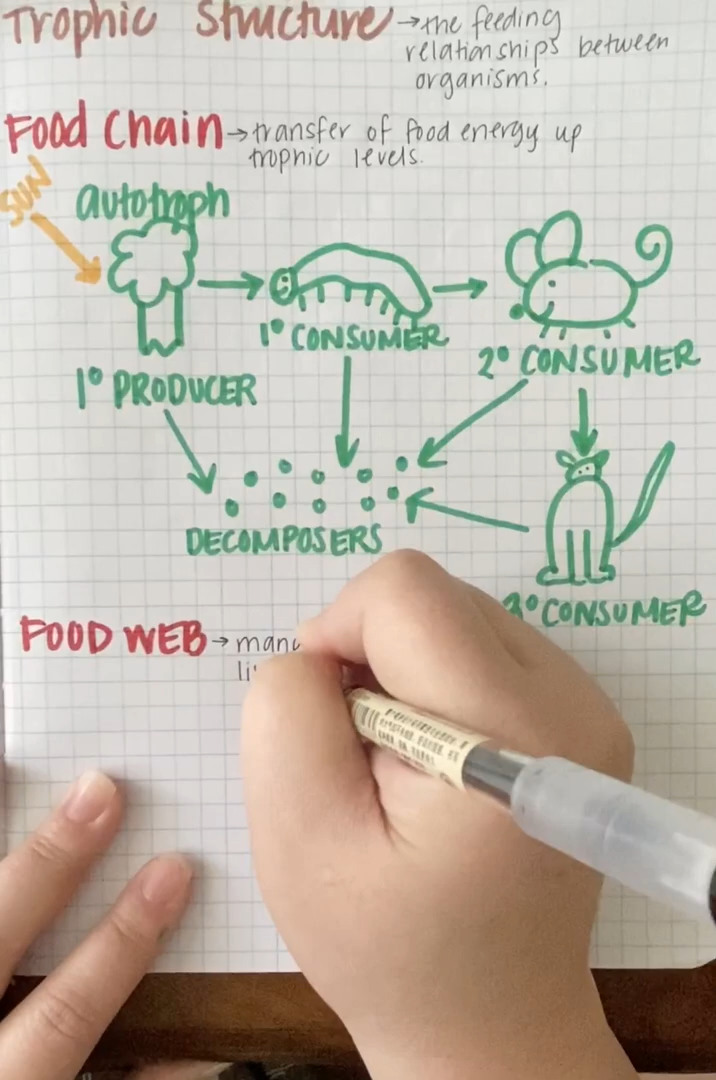 Trophic Structure → the feeding
relationships between
organisms.
Food Chain → transfer of food energy up
trophic levels.
SUN
autotroph
1° CONSUMER
2° CONSUMER
1° PRODUCER
DECOMPOSERS
3° CONSUMER
FOOD WEB →